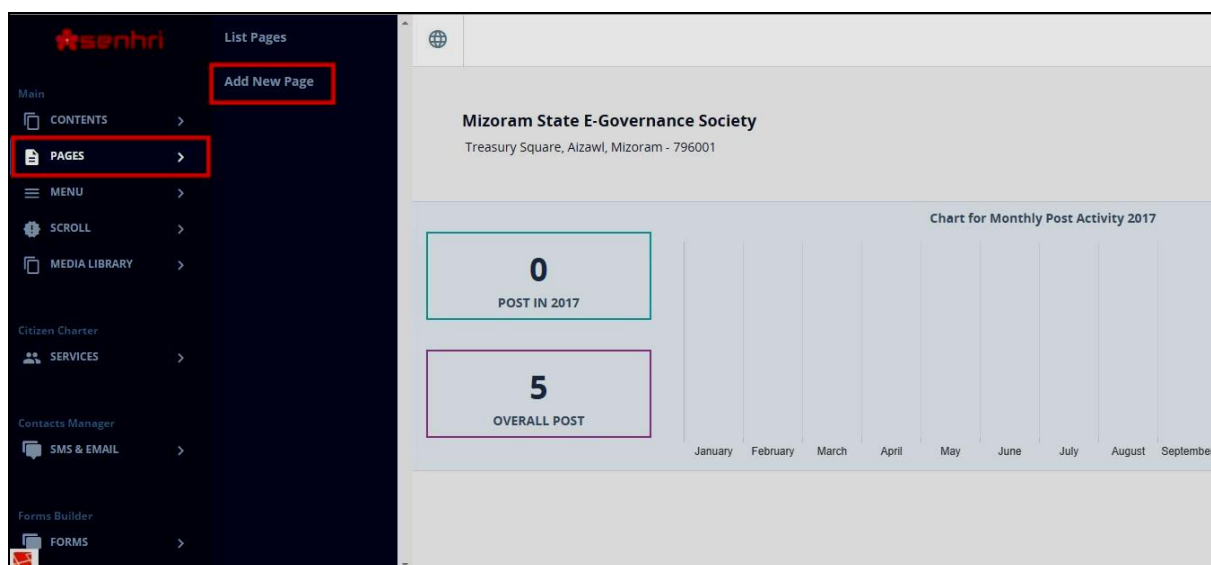 senhri
Main
CONTENTS
PAGES
MENU
SCROLL
MEDIA LIBRARY
Citizen Charter
SERVICES
Contacts Manager
SMS & EMAIL
Forms Builder
FORMS
List Pages
Add New Page
Mizoram State E-Governance Society
Treasury Square, Aizawl, Mizoram - 796001
0
POST IN 2017
5
OVERALL POST
Chart for Monthly Post Activity 2017
January February March April May June July August Septembe